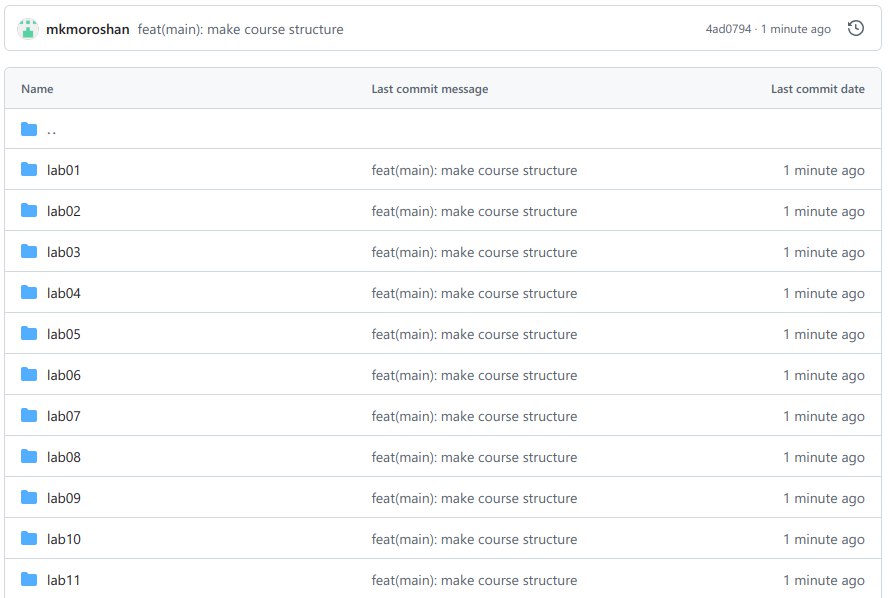 mkmoroshan feat(main): make course structure 4ad0794 · 1 minute ago
Name Last commit message Last commit date
..
lab01 feat(main): make course structure 1 minute ago
lab02 feat(main): make course structure 1 minute ago
lab03 feat(main): make course structure 1 minute ago
lab04 feat(main): make course structure 1 minute ago
lab05 feat(main): make course structure 1 minute ago
lab06 feat(main): make course structure 1 minute ago
lab07 feat(main): make course structure 1 minute ago
lab08 feat(main): make course structure 1 minute ago
lab09 feat(main): make course structure 1 minute ago
lab10 feat(main): make course structure 1 minute ago
lab11 feat(main): make course structure 1 minute ago